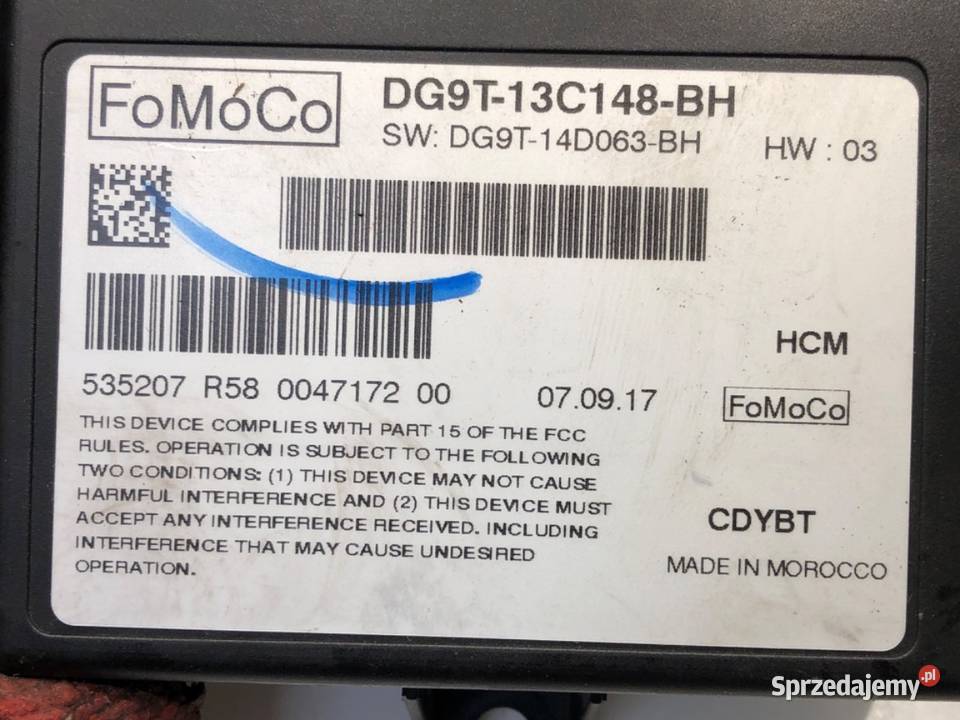 FoMoCo
DG9T-13C148-BH
SW: DG9T-14D063-BH
HW : 03
535207 R58 0047172 00
07.09.17
HCM
FoMoCo
THIS DEVICE COMPLIES WITH PART 15 OF THE FCC
RULES. OPERATION IS SUBJECT TO THE FOLLOWING
TWO CONDITIONS: (1) THIS DEVICE MAY NOT CAUSE
HARMFUL INTERFERENCE AND (2) THIS DEVICE MUST
ACCEPT ANY INTERFERENCE RECEIVED. INCLUDING
INTERFERENCE THAT MAY CAUSE UNDESIRED
OPERATION.
CDYBT
MADE IN MOROCCO
Sprzedajemy.pl